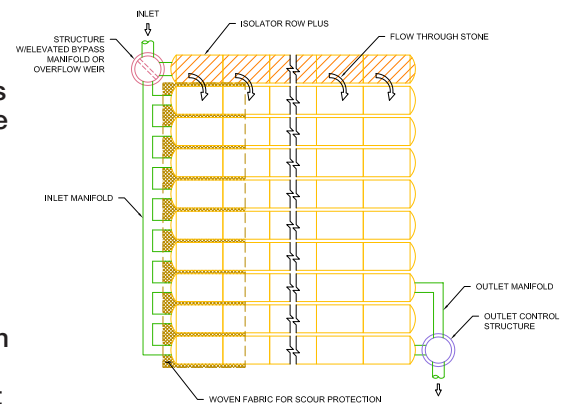 INLET
ISOLATOR ROW PLUS
STRUCTURE
W/ELEVATED BYPASS
MANIFOLD OR
OVERFLOW WEIR
FLOW THROUGH STONE
s
e
INLET MANIFOLD
OUTLET MANIFOLD
OUTLET CONTROL
STRUCTURE
n
WOVEN FABRIC FOR SCOUR PROTECTION